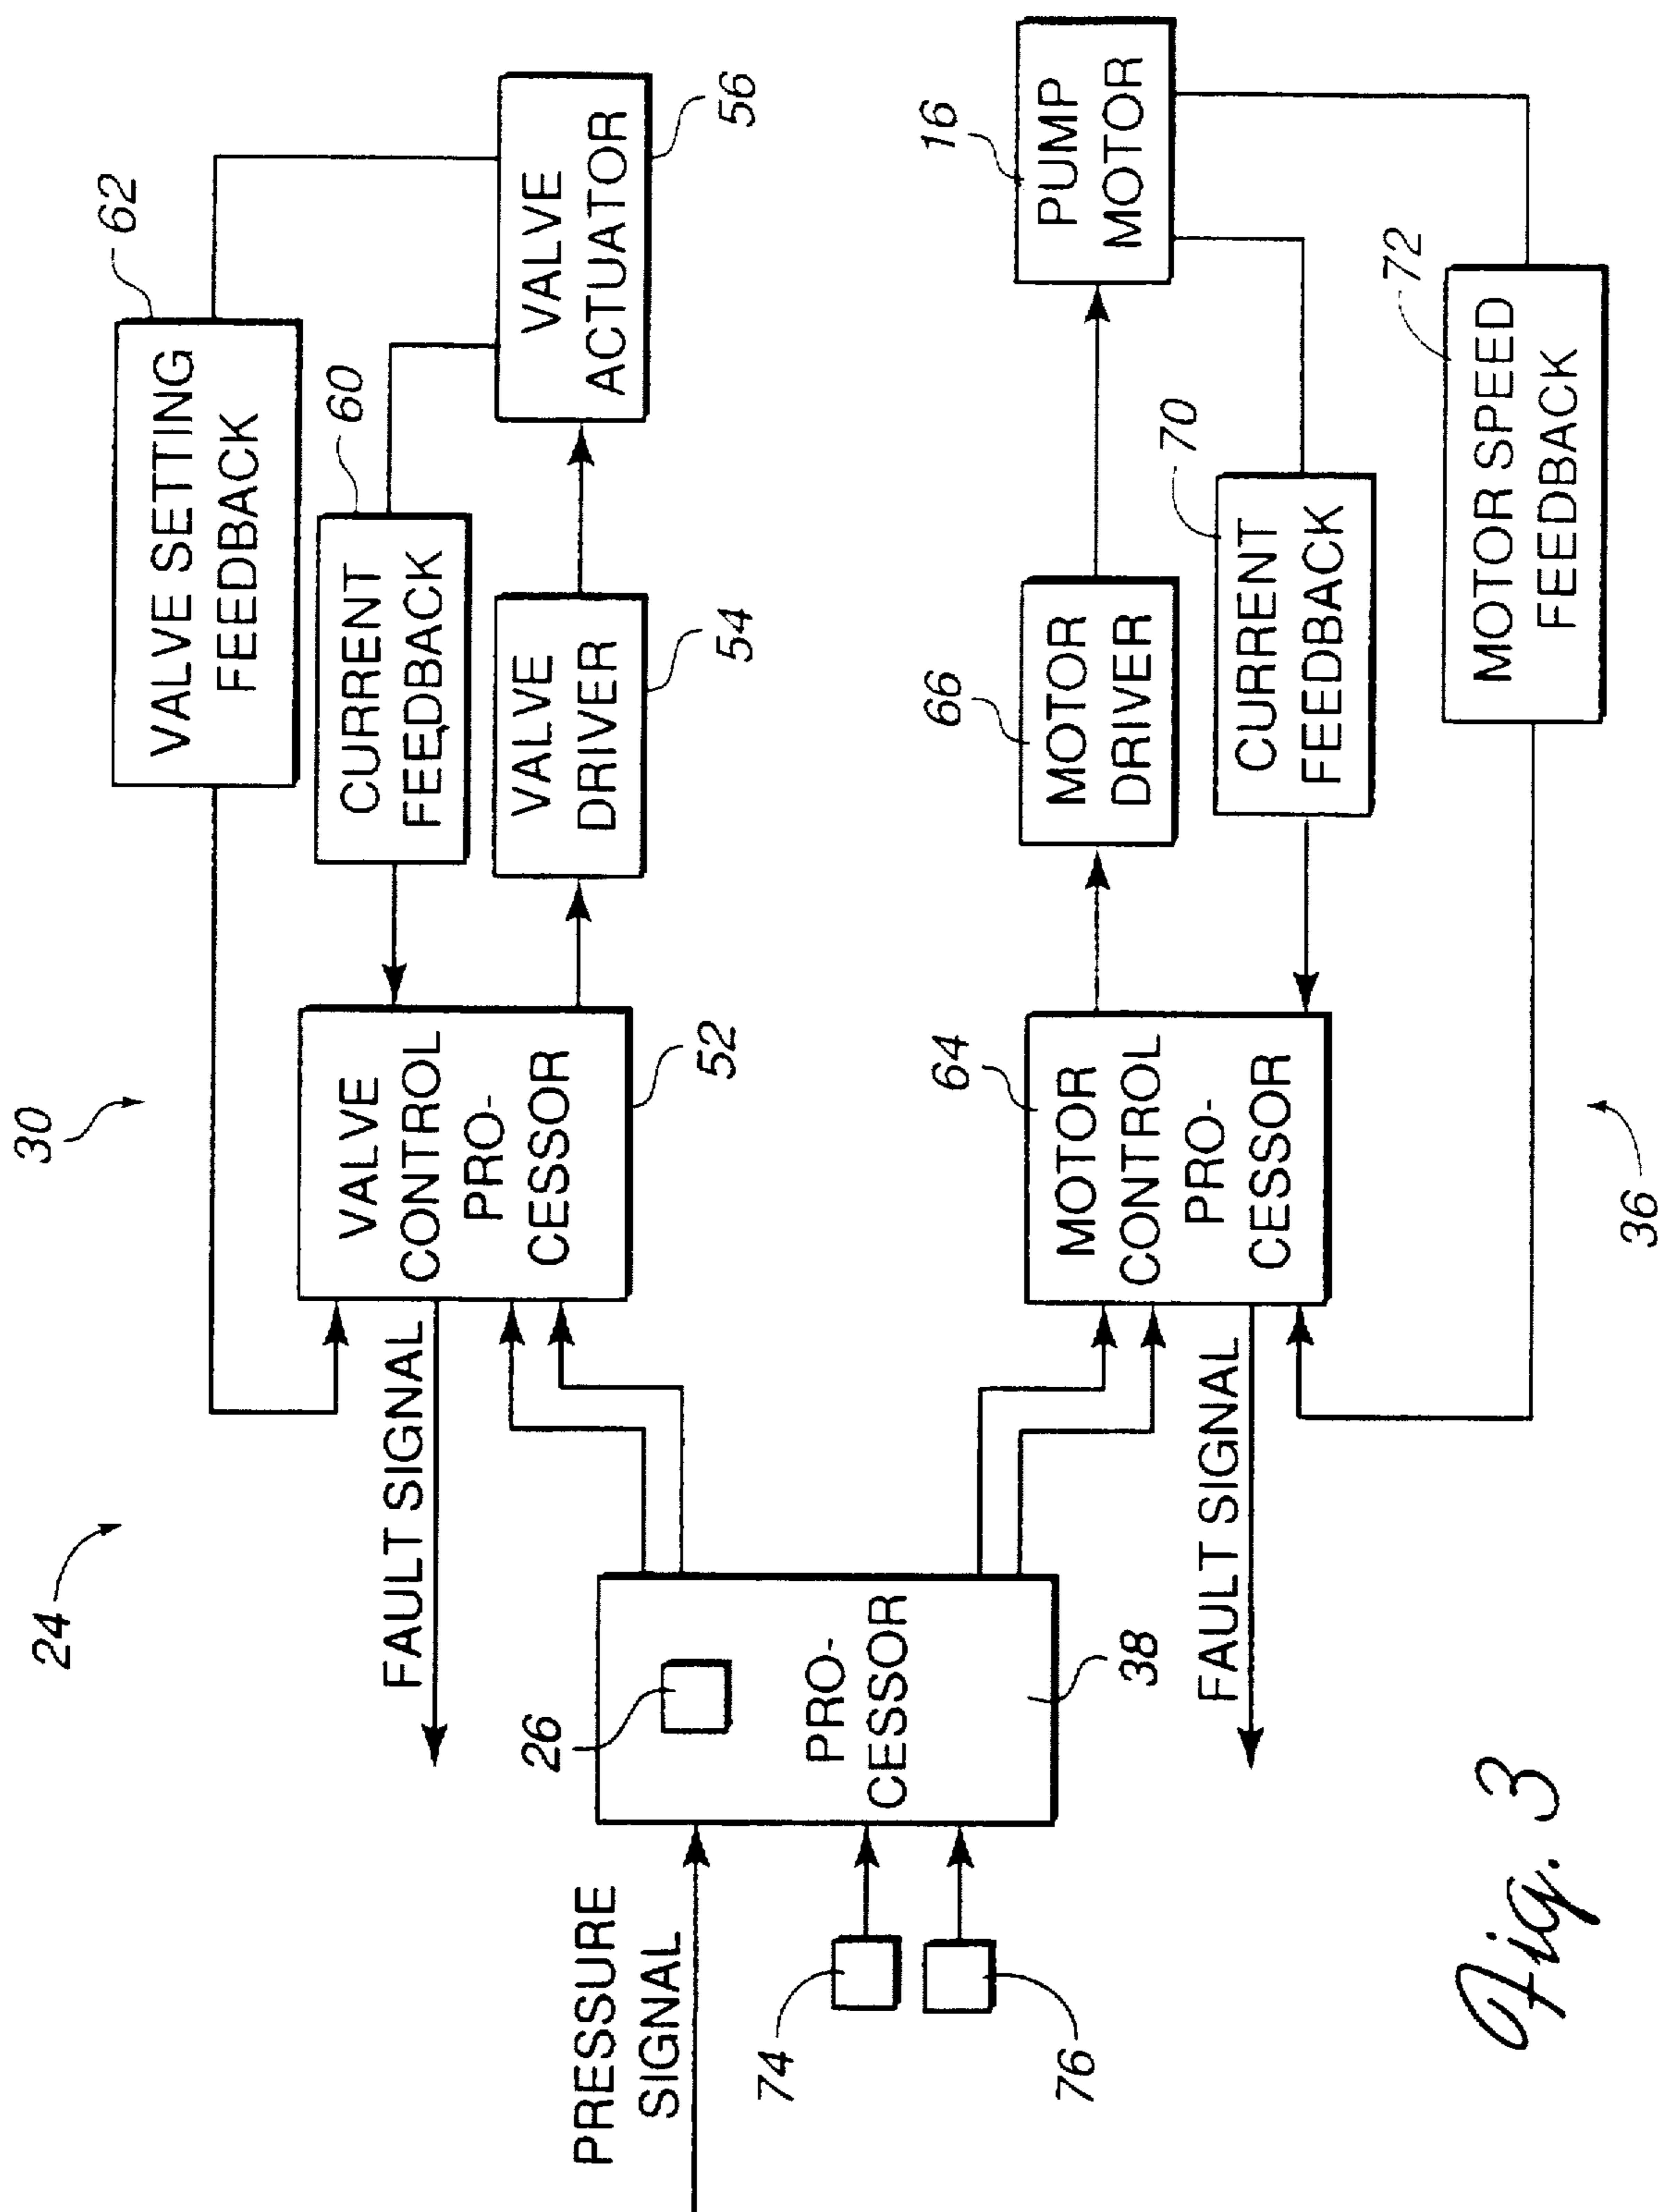 24
30
62
VALVE SETTING
FEEDBACK
60
CURRENT
FEEDBACK
VALVE
CONTROL
PRO-
CESSOR
52
VALVE
DRIVER
54
VALVE
ACTUATOR
56
FAULT SIGNAL
PRESSURE
SIGNAL
26
PRO-
CESSOR
38
74
76
64
MOTOR
CONTROL
PRO-
CESSOR
66
MOTOR
DRIVER
16
PUMP
MOTOR
70
CURRENT
FEEDBACK
72
MOTOR SPEED
FEEDBACK
FAULT SIGNAL
36
Fig. 3